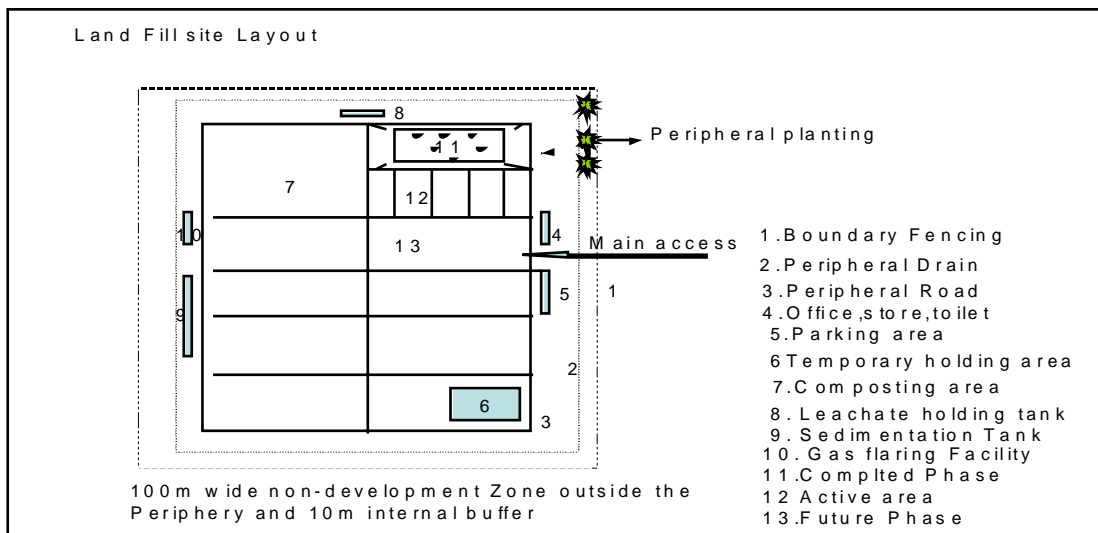 Land Fill site Layout
8
Peripheral planting
11
7
12
10
4
13
Main access
5
1
9
2
6
3
1.Boundary Fencing
2.Peripheral Drain
3.Peripheral Road
4.Office,store,toilet
5.Parking area
6Temporary holding area
7.Composting area
8. Leachate holding tank
9. Sedimentation Tank
10. Gas flaring Facility
11.Complted Phase
12 Active area
13.Future Phase
100m wide non-development Zone outside the
Periphery and 10m internal buffer